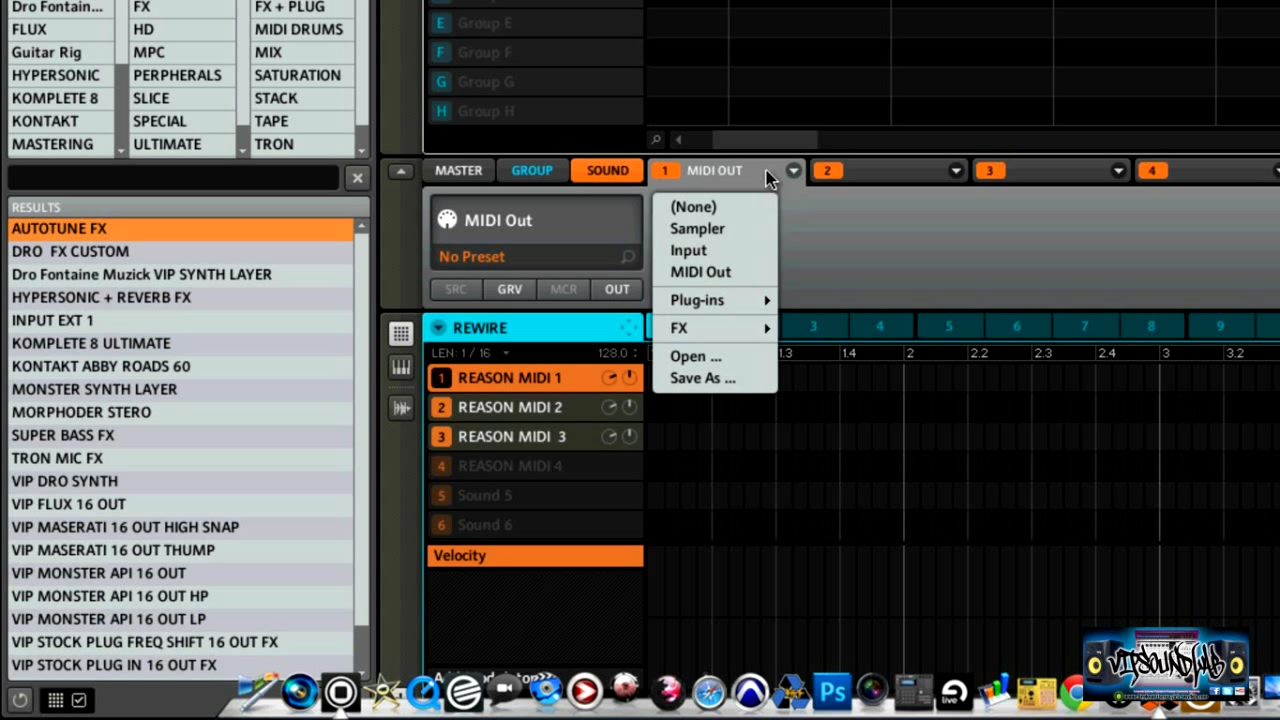 Dro Fontain... FX FX + PLUG
FLUX HD MIDI DRUMS
Guitar Rig MPC MIX
HYPERSONIC PERPHERALS SATURATION
KOMPLETE 8 SLICE STACK
KONTAKT SPECIAL TAPE
MASTERING ULTIMATE TRON
RESULTS
AUTOTUNE FX
DRO FX CUSTOM
Dro Fontaine Muzick VIP SYNTH LAYER
HYPERSONIC + REVERB FX
INPUT EXT 1
KOMPLETE 8 ULTIMATE
KONTAKT ABBY ROADS 60
MONSTER SYNTH LAYER
MORPHODER STERO
SUPER BASS FX
TRON MIC FX
VIP DRO SYNTH
VIP FLUX 16 OUT
VIP MASERATI 16 OUT HIGH SNAP
VIP MASERATI 16 OUT THUMP
VIP MONSTER API 16 OUT
VIP MONSTER API 16 OUT HP
VIP MONSTER API 16 OUT LP
VIP STOCK PLUG FREQ SHIFT 16 OUT FX
VIP STOCK PLUG IN 16 OUT FX
E Group E
F Group F
G Group G
H Group H
MASTER GROUP SOUND 1 MIDI OUT 2 3 4
MIDI Out
No Preset
SRC GRV MCR OUT
(None)
Sampler
Input
MIDI Out
Plug-ins
FX
Open ...
Save As ...
REWIRE 3 4 5 6 7 8 9
LEN: 1 / 16 128.0 1.3 1.4 2 2.2 2.3 2.4 3 3.2
1 REASON MIDI 1
2 REASON MIDI 2
3 REASON MIDI 3
4 REASON MIDI 4
5 Sound 5
6 Sound 6
Velocity
Ps
live
VIPSOUNDLAB